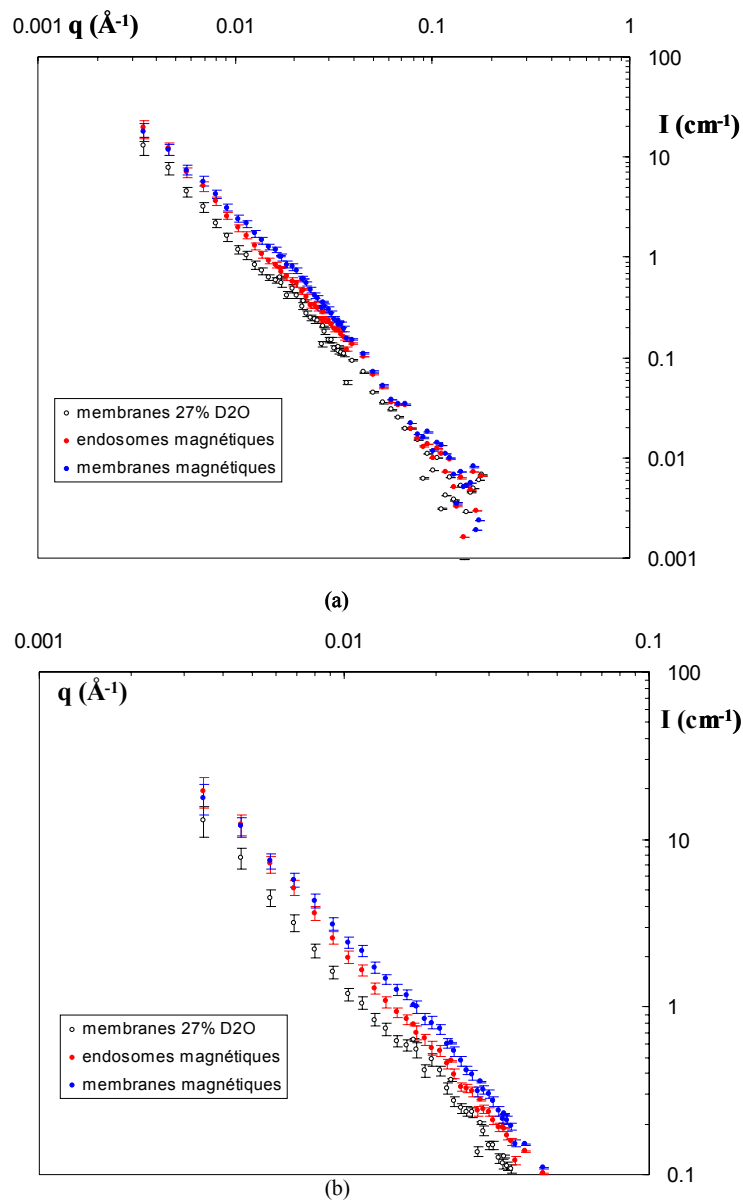 0.001 0.01 0.1 1
q (Å-1)
100
I (cm-1)
10
1
0.1
0.01
0.001
membranes 27% D2O
endosomes magnétiques
membranes magnétiques
(a)
0.001 0.01 0.1
q (Å-1)
100
I (cm-1)
10
1
0.1
membranes 27% D2O
endosomes magnétiques
membranes magnétiques
(b)